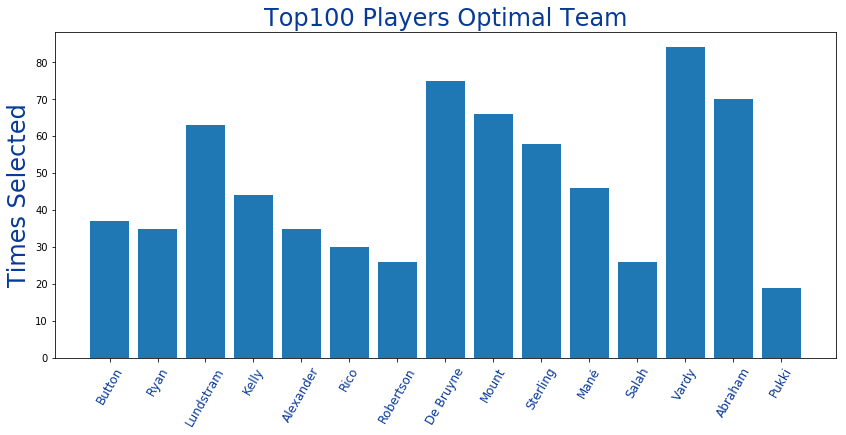 Top100 Players Optimal Team
Times Selected
80
70
60
50
40
30
20
10
0
Button
Ryan
Lundstram
Kelly
Alexander
Rico
Robertson
De Bruyne
Mount
Sterling
Mané
Salah
Vardy
Abraham
Pukki